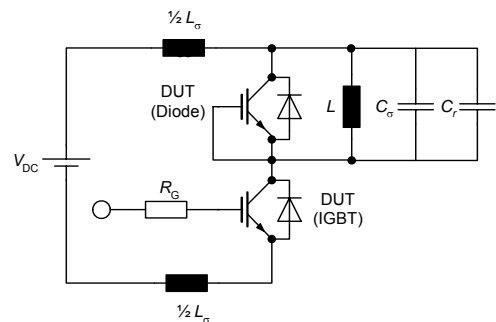 ½ Lσ
DUT
(Diode)
L
Cσ
Cr
VDC
RG
DUT
(IGBT)
½ Lσ